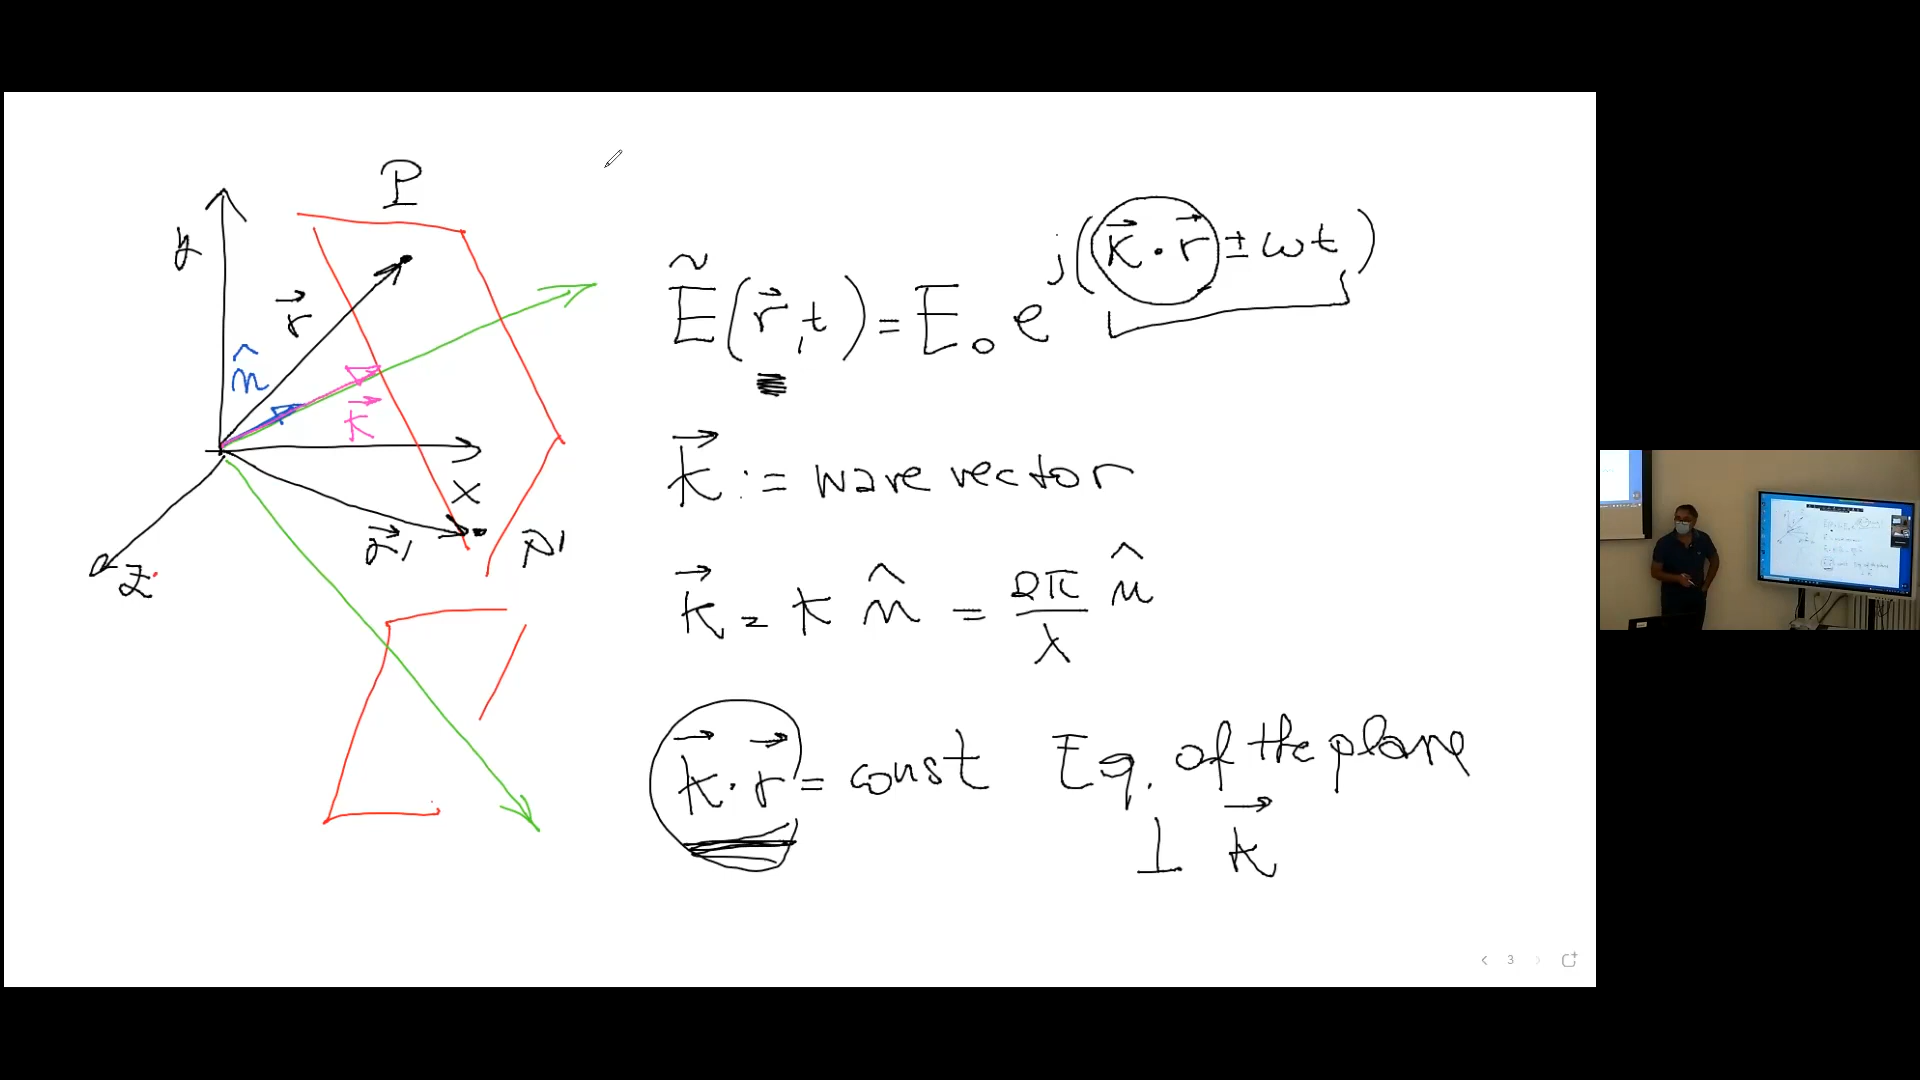 P
y
r⃗
n̂
k⃗
x
r⃗'
P'
z
Ẽ(r⃗,t) = E₀ e^{j(k⃗·r⃗ ± ωt)}
k⃗ := wave vector
k⃗ = k n̂ = 2π/λ n̂
k⃗·r⃗ = const Eq. of the plane
⊥ k⃗
3